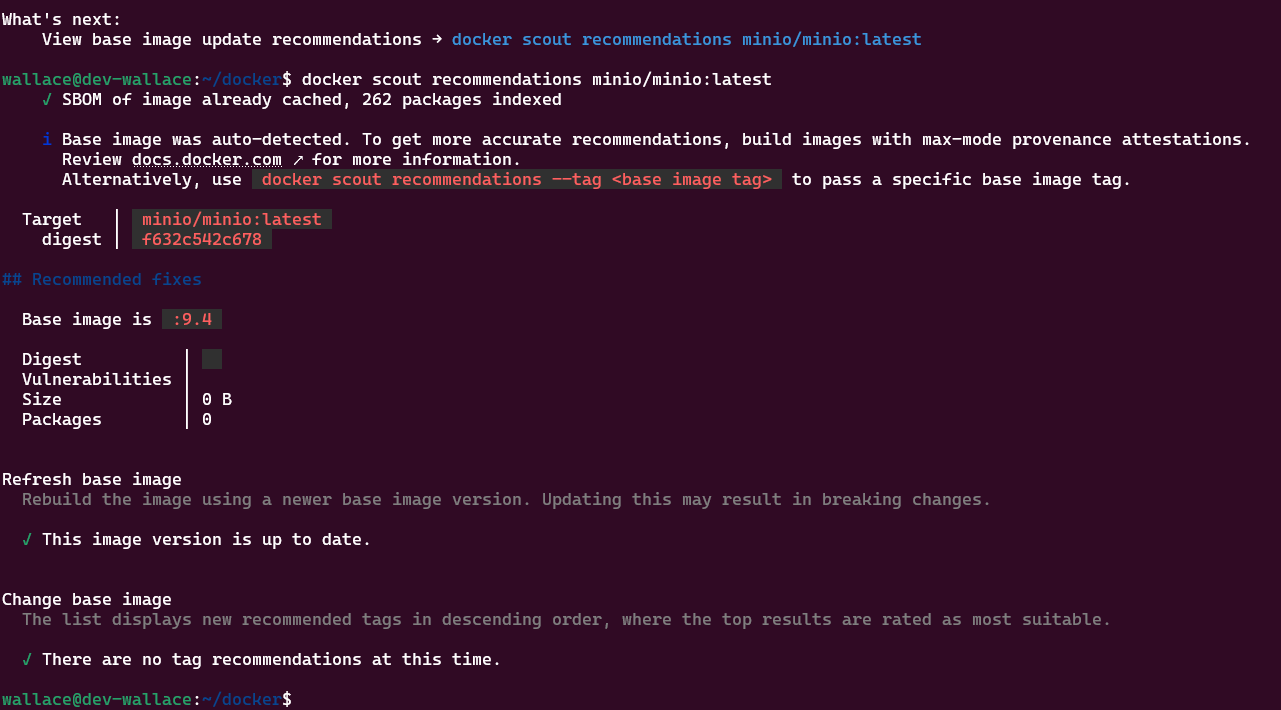 What's next:
View base image update recommendations → docker scout recommendations minio/minio:latest
wallace@dev-wallace:~/docker$ docker scout recommendations minio/minio:latest
✓ SBOM of image already cached, 262 packages indexed
i Base image was auto-detected. To get more accurate recommendations, build images with max-mode provenance attestations.
Review docs.docker.com ↗ for more information.
Alternatively, use docker scout recommendations --tag <base image tag> to pass a specific base image tag.
Target │ minio/minio:latest
digest │ f632c542c678
## Recommended fixes
Base image is :9.4
Digest │
Vulnerabilities │
Size │ 0 B
Packages │ 0
Refresh base image
Rebuild the image using a newer base image version. Updating this may result in breaking changes.
✓ This image version is up to date.
Change base image
The list displays new recommended tags in descending order, where the top results are rated as most suitable.
✓ There are no tag recommendations at this time.
wallace@dev-wallace:~/docker$